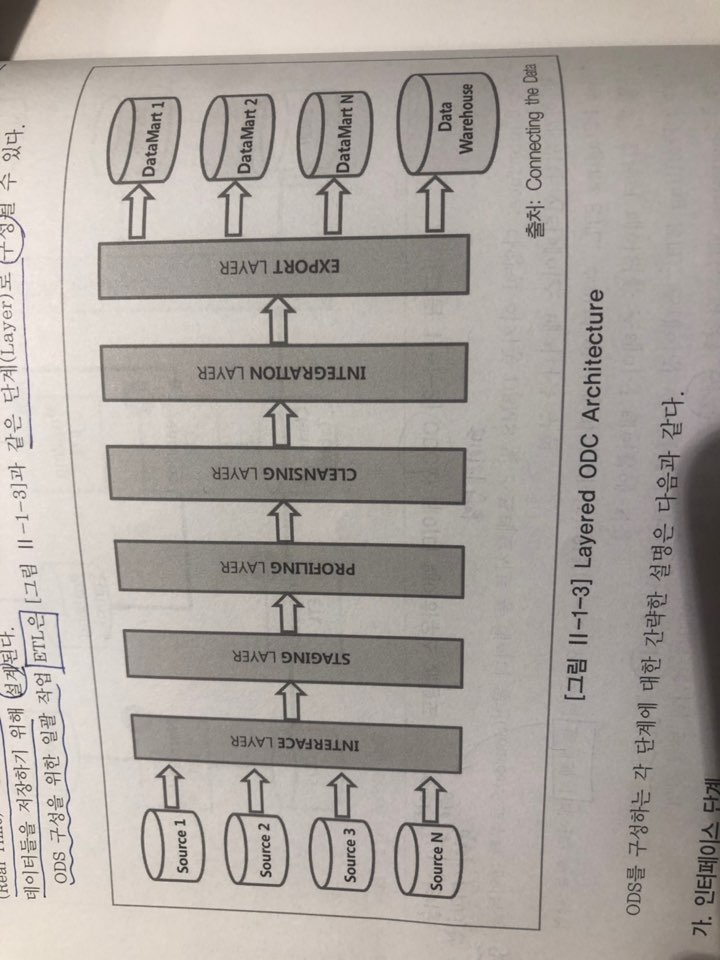 데이터들을 저장하기 위해 설계된다.
ODS 구성을 위한 일괄 작업 ETL은 [그림 Ⅱ-1-3]과 같은 단계(Layer)로 구성될 수 있다.
Source 1
Source 2
Source 3
Source N
INTERFACE LAYER
STAGING LAYER
PROFILING LAYER
CLEANSING LAYER
INTEGRATION LAYER
EXPORT LAYER
DataMart 1
DataMart 2
DataMart N
Data
Warehouse
출처: Connecting the Data
[그림 Ⅱ-1-3] Layered ODC Architecture
ODS를 구성하는 각 단계에 대한 간략한 설명은 다음과 같다.
가. 인터페이스 단계